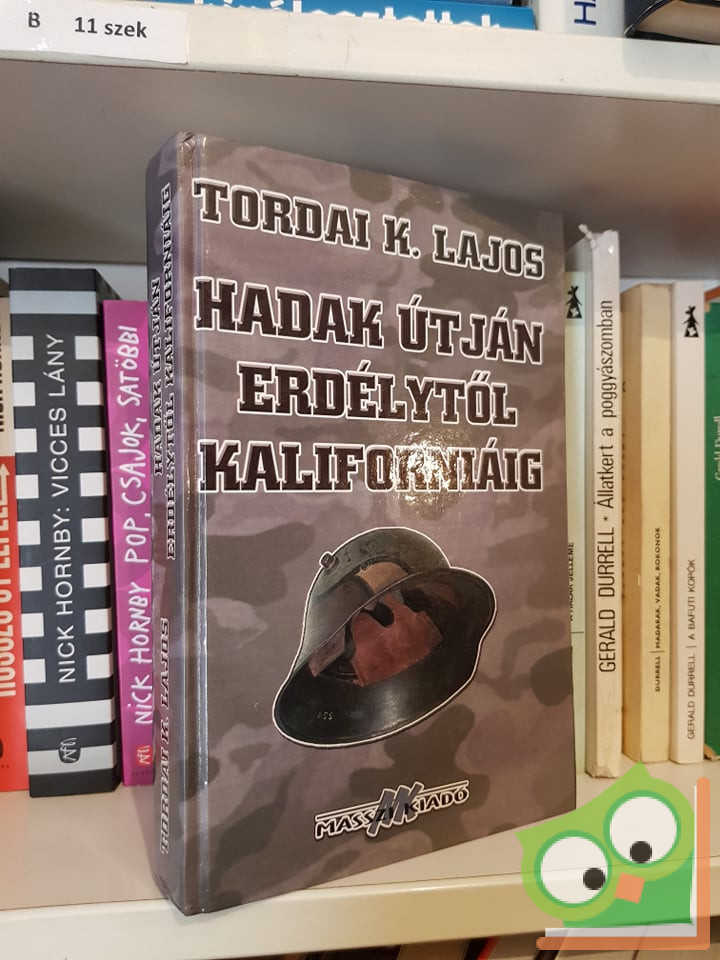 B 11 szek
TORDAI K. LAJOS
HADAK ÚTJÁN
ERDÉLYTŐL
KALIFORNIÁIG
MASSZI KIADÓ
HADAK ÚTJÁN
ERDÉLYTŐL KALIFORNIÁIG
TORDAI K. LAJOS
NICK HORNBY: VICCES LÁNY
NICK HORNBY POP, CSAJOK, SATÖBBI
GERALD DURRELL • Állatkert a poggyászomban
DURRELL | MADARAK, VADAK, ROKONOK
GERALD DURRELL | A BAFUTI KOPÓK